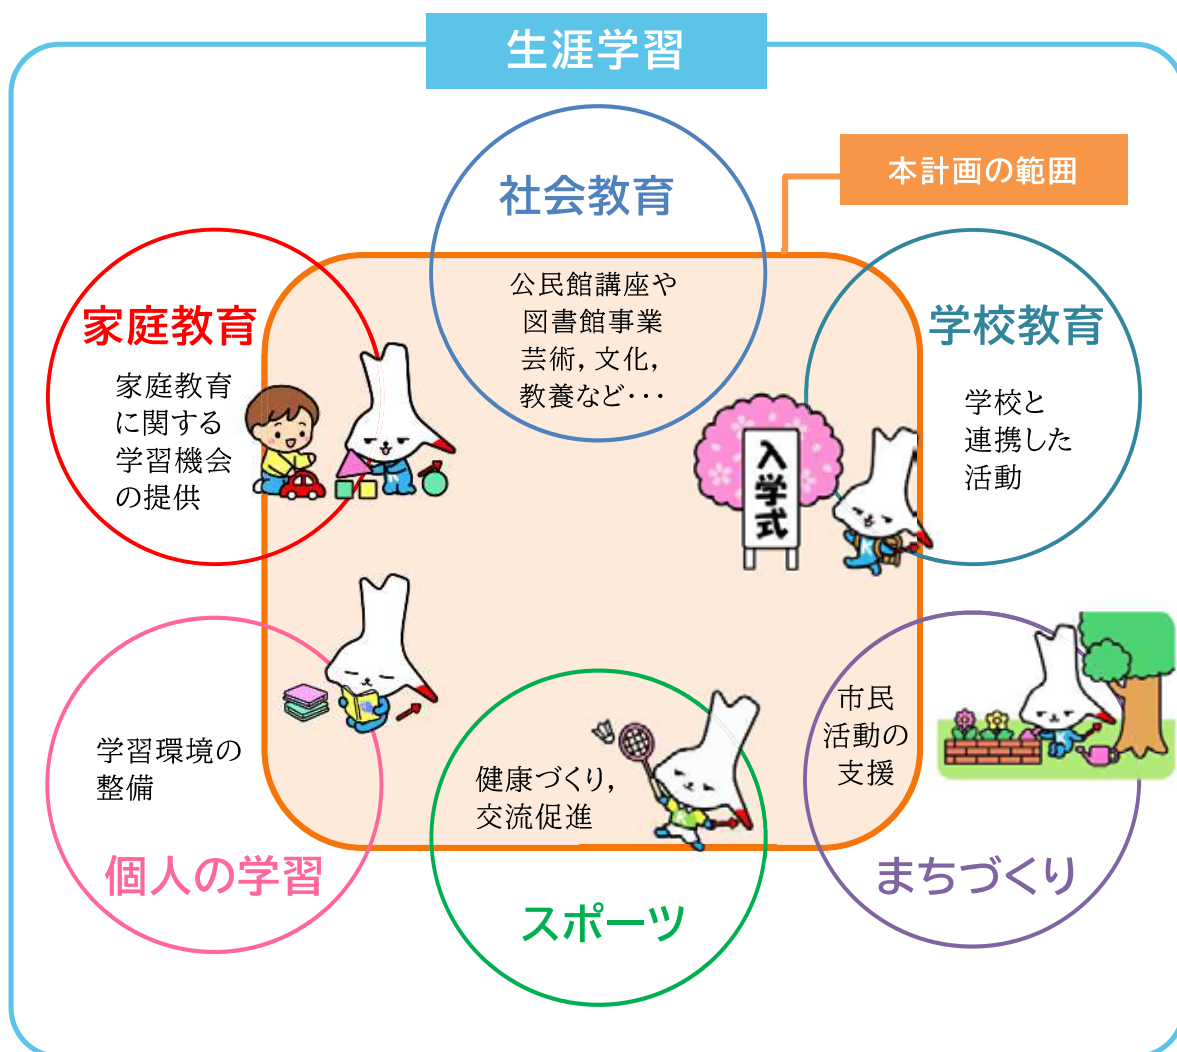 生涯学習
本計画の範囲
社会教育
公民館講座や
図書館事業
芸術，文化，
教養など・・・
家庭教育
家庭教育
に関する
学習機会
の提供
学校教育
学校と
連携した
活動
入学式
学習環境の
整備
個人の学習
健康づくり，
交流促進
スポーツ
市民
活動の
支援
まちづくり